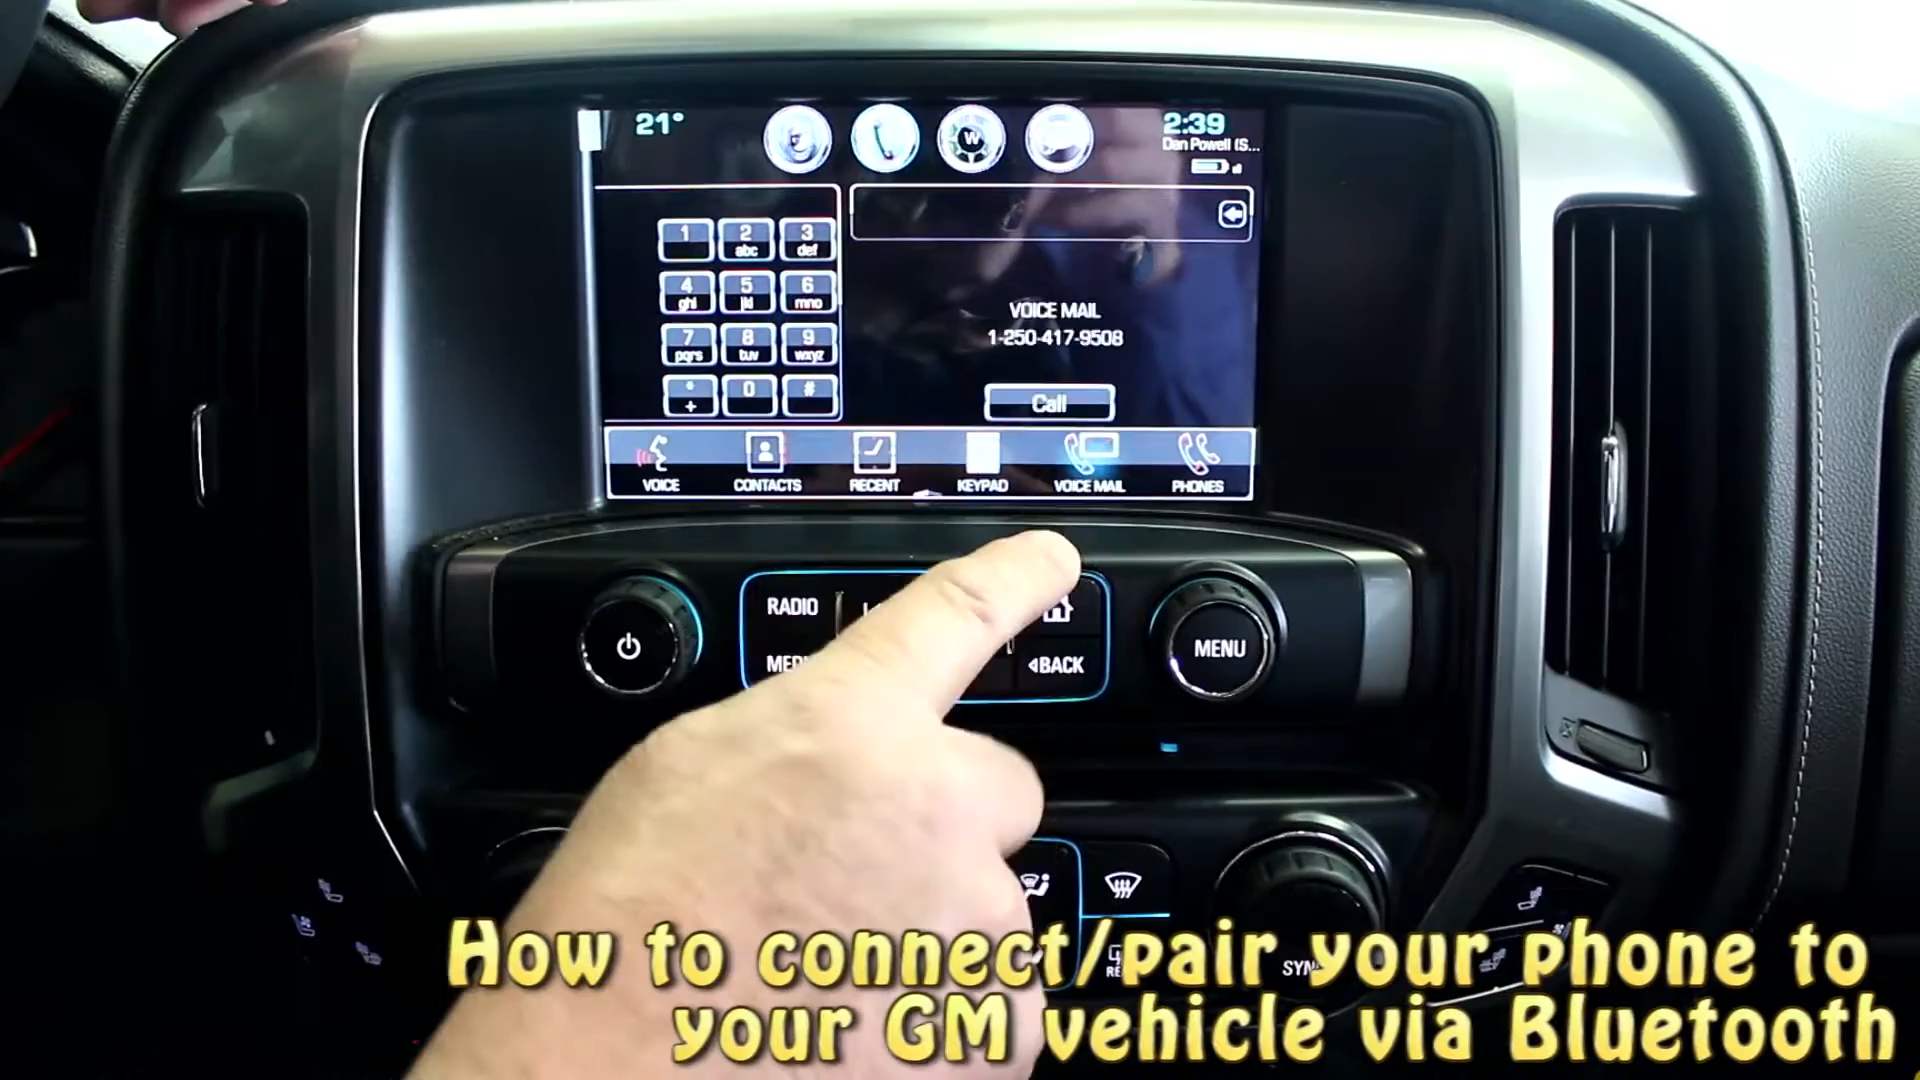 21°
2:39
Dan Powell (S...
W
1
2 abc
3 def
4 ghi
5 jkl
6 mno
7 pqrs
8 tuv
9 wxyz
* +
0
#
VOICE MAIL
1-250-417-9508
Call
VOICE
CONTACTS
RECENT
KEYPAD
VOICE MAIL
PHONES
RADIO
BACK
MENU
How to connect/pair your phone to
your GM vehicle via Bluetooth